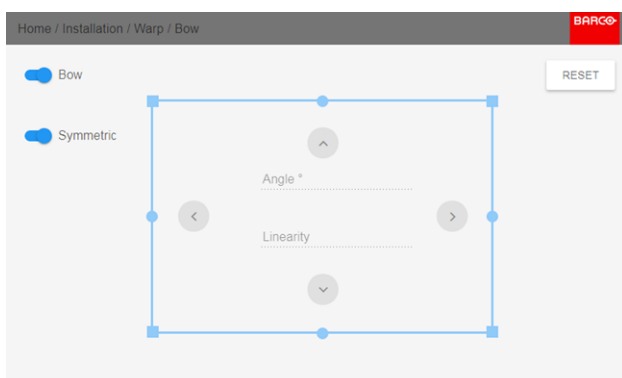 Home / Installation / Warp / Bow
BARCO
Bow
RESET
Symmetric
Angle *
Linearity